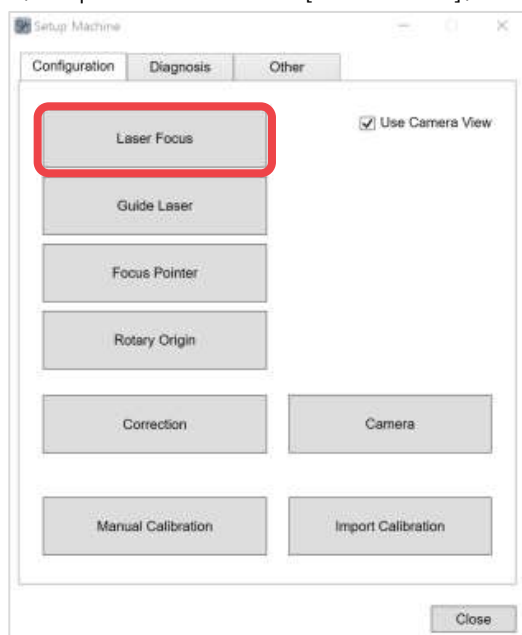 Setup Machine
Configuration Diagnosis Other
Laser Focus
Use Camera View
Guide Laser
Focus Pointer
Rotary Origin
Correction Camera
Manual Calibration Import Calibration
Close